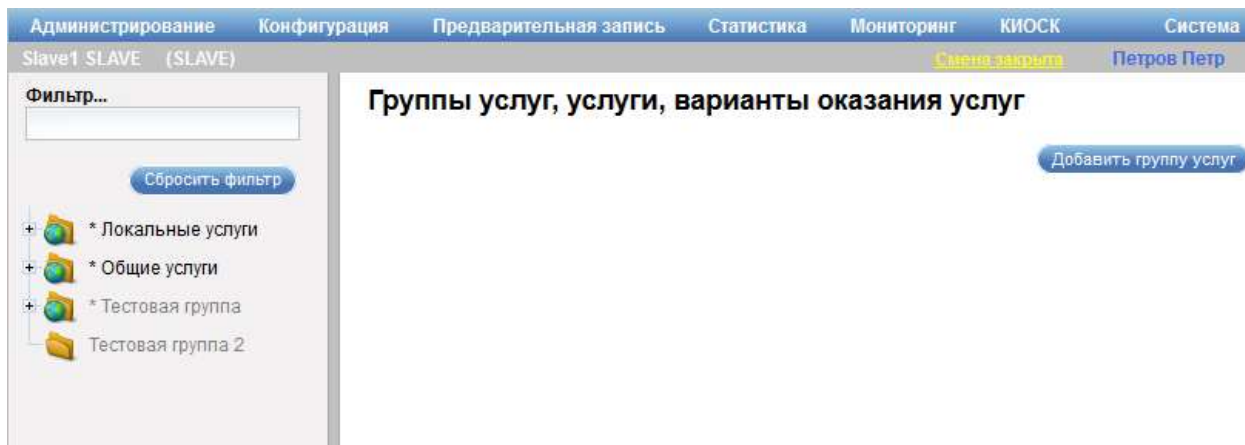 Администрирование Конфигурация Предварительная запись Статистика Мониторинг КИОСК Система
Slave1 SLAVE (SLAVE) Смена закрыта Петров Петр
Фильтр...
Сбросить фильтр
* Локальные услуги
* Общие услуги
* Тестовая группа
Тестовая группа 2
Группы услуг, услуги, варианты оказания услуг
Добавить группу услуг